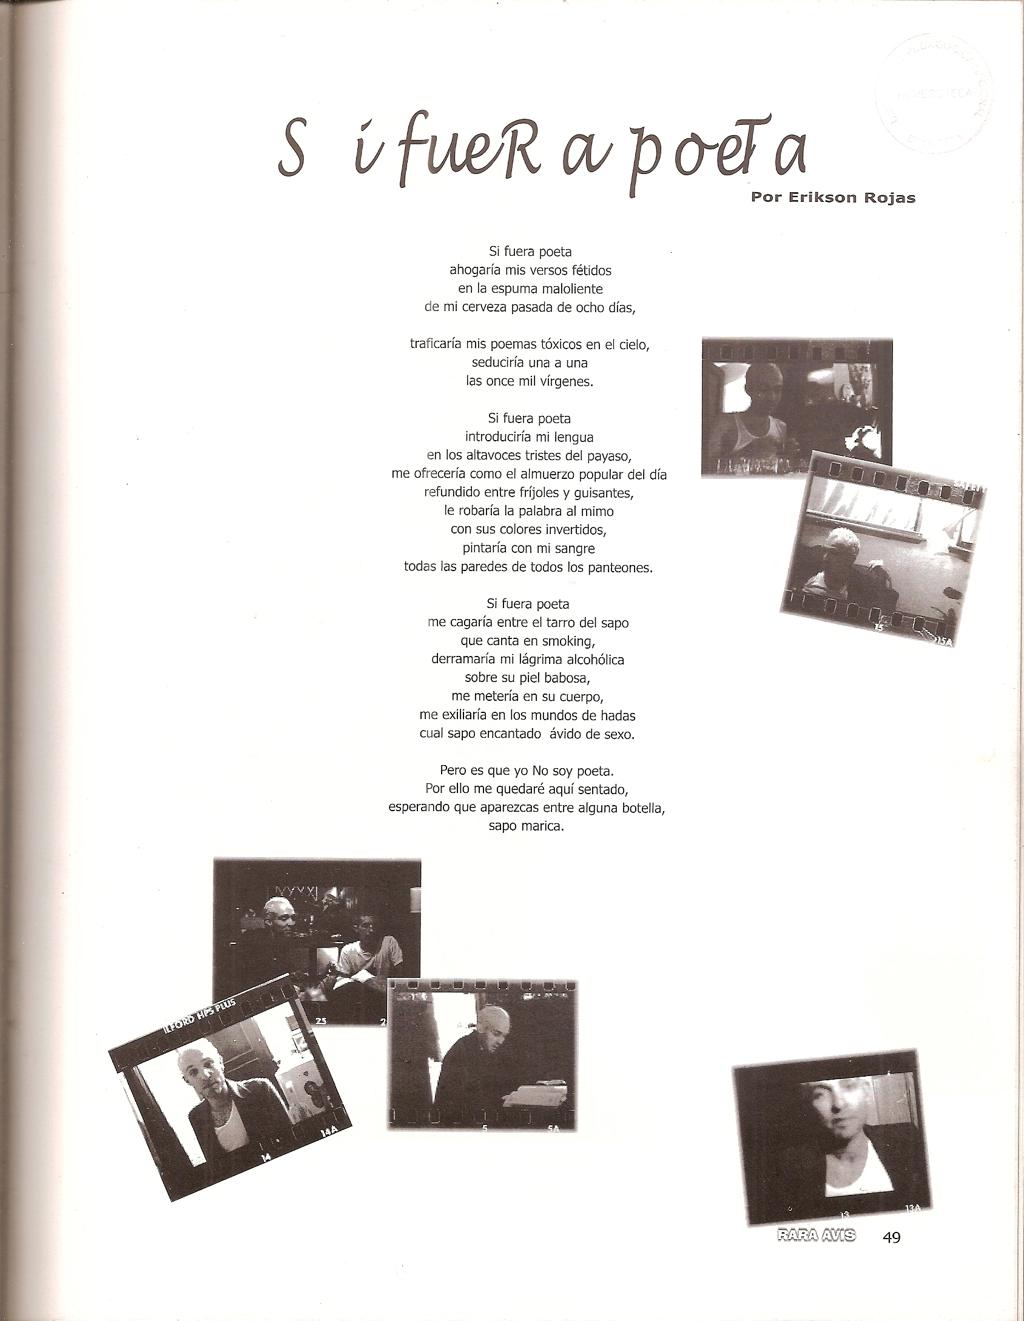 Si fueRa poeTa
Por Erikson Rojas
Si fuera poeta
ahogaría mis versos fétidos
en la espuma maloliente
de mi cerveza pasada de ocho días,
traficaría mis poemas tóxicos en el cielo,
seduciría una a una
las once mil vírgenes.
Si fuera poeta
introduciría mi lengua
en los altavoces tristes del payaso,
me ofrecería como el almuerzo popular del día
refundido entre fríjoles y guisantes,
le robaría la palabra al mimo
con sus colores invertidos,
pintaría con mi sangre
todas las paredes de todos los panteones.
Si fuera poeta
me cagaría entre el tarro del sapo
que canta en smoking,
derramaría mi lágrima alcohólica
sobre su piel babosa,
me metería en su cuerpo,
me exiliaría en los mundos de hadas
cual sapo encantado ávido de sexo.
Pero es que yo No soy poeta.
Por ello me quedaré aquí sentado,
esperando que aparezcas entre alguna botella,
sapo marica.
HEMEROTECA
SAFETY
15 15A
25
ILFORD HP5 PLUS
14 14A
5 5A
13 13A
RARA AVIS 49